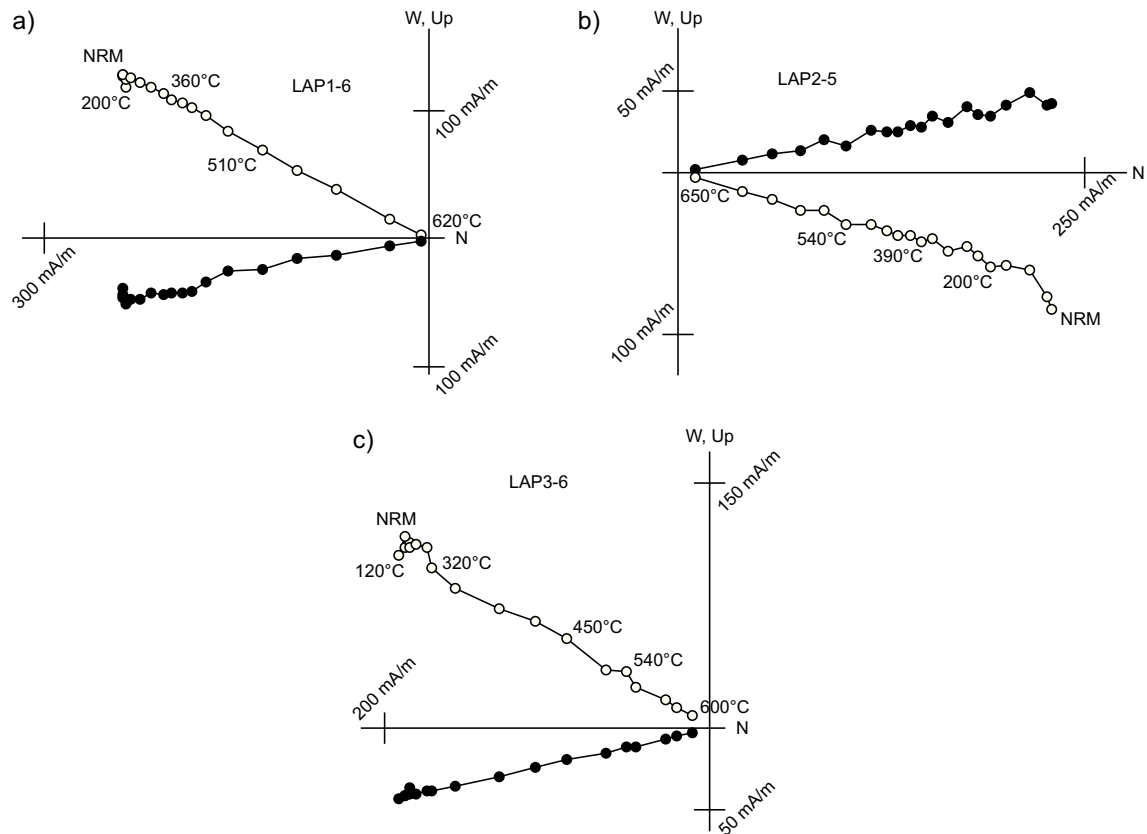 a)
W, Up
NRM
360°C
LAP1-6
200°C
100 mA/m
510°C
620°C
N
300 mA/m
100 mA/m
b)
W, Up
LAP2-5
50 mA/m
N
650°C
250 mA/m
540°C
390°C
200°C
NRM
100 mA/m
c)
W, Up
LAP3-6
150 mA/m
NRM
120°C
320°C
450°C
540°C
200 mA/m
600°C
N
50 mA/m